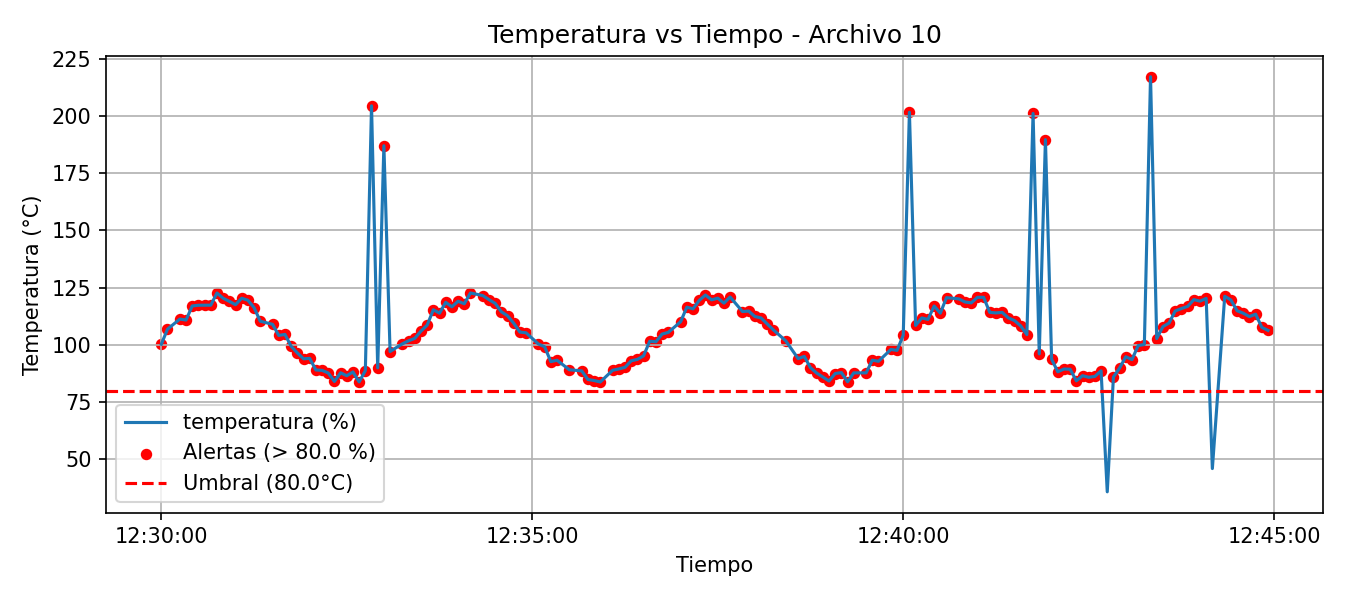 Temperatura vs Tiempo - Archivo 10
Temperatura (°C)
225
200
175
150
125
100
75
50
temperatura (%)
Alertas (> 80.0 %)
Umbral (80.0°C)
12:30:00
12:35:00
12:40:00
12:45:00
Tiempo